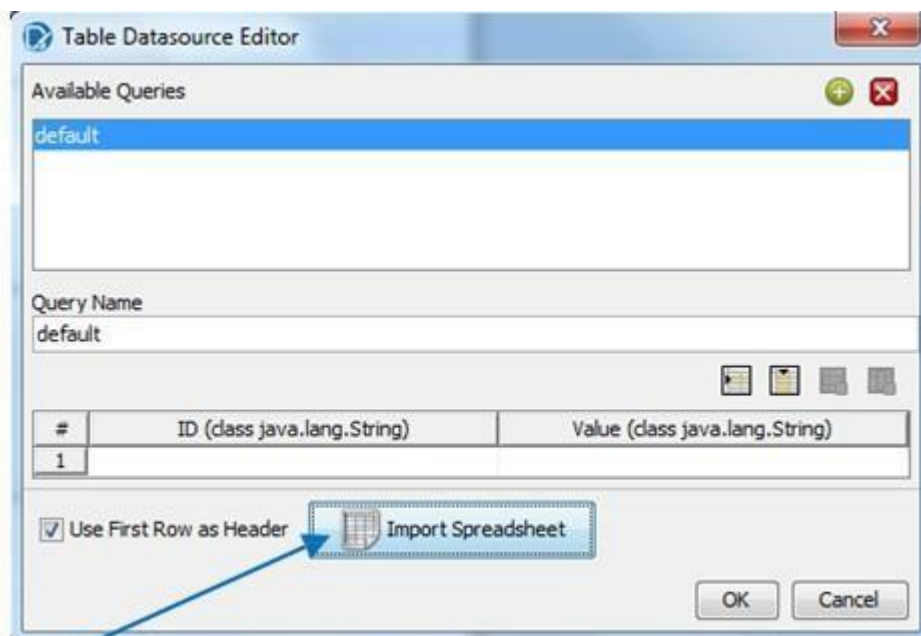 Table Datasource Editor
Available Queries
default
Query Name
default
# ID (class java.lang.String) Value (class java.lang.String)
1
Use First Row as Header Import Spreadsheet
OK Cancel